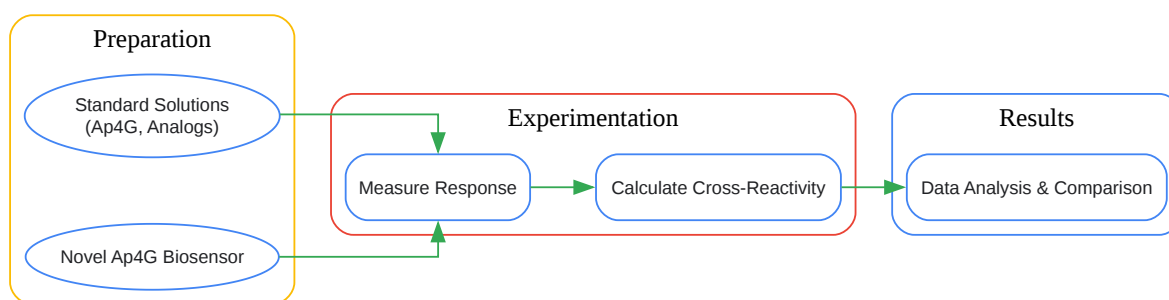 Preparation
Standard Solutions
(Ap4G, Analogs)
Novel Ap4G Biosensor
Experimentation
Measure Response
Calculate Cross-Reactivity
Results
Data Analysis & Comparison